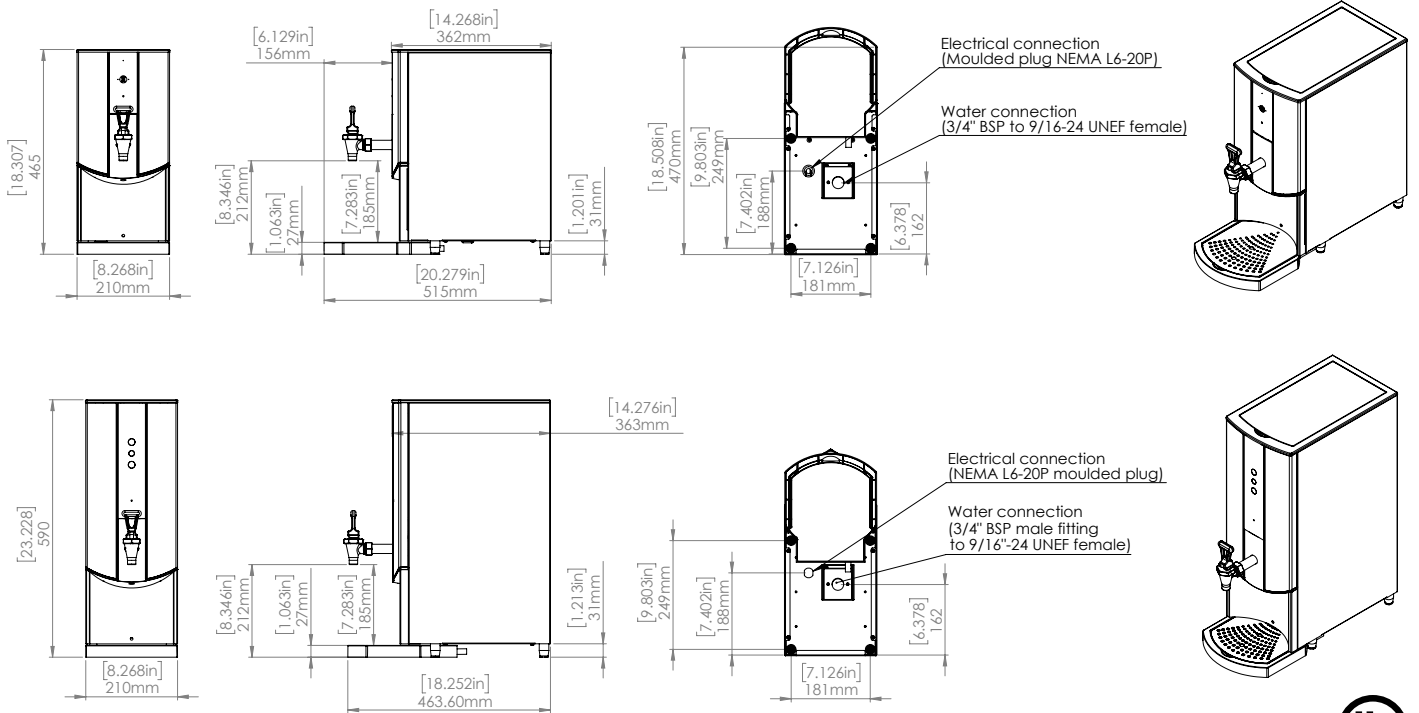 [18.307]
465
[8.268in]
210mm
[6.129in]
156mm
[14.268in]
362mm
[8.346in]
212mm
[1.063in]
27mm
[7.283in]
185mm
[1.201in]
31mm
[20.279in]
515mm
[18.508in]
470mm
[9.803in]
249mm
[7.402in]
188mm
[6.378]
162
[7.126in]
181mm
Electrical connection
(Moulded plug NEMA L6-20P)
Water connection
(3/4" BSP to 9/16-24 UNEF female)
[23.228]
590
[8.268in]
210mm
[14.276in]
363mm
[8.346in]
212mm
[1.063in]
27mm
[7.283in]
185mm
[1.213in]
31mm
[18.252in]
463.60mm
[9.803in]
249mm
[7.402in]
188mm
[6.378]
162
[7.126in]
181mm
Electrical connection
(NEMA L6-20P moulded plug)
Water connection
(3/4" BSP male fitting
to 9/16"-24 UNEF female)